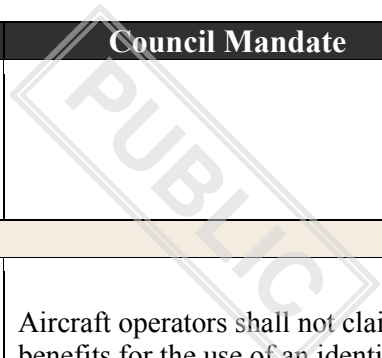 Council Mandate
PUBLIC
Aircraft operators shall not clai
benefits for the use of an identi